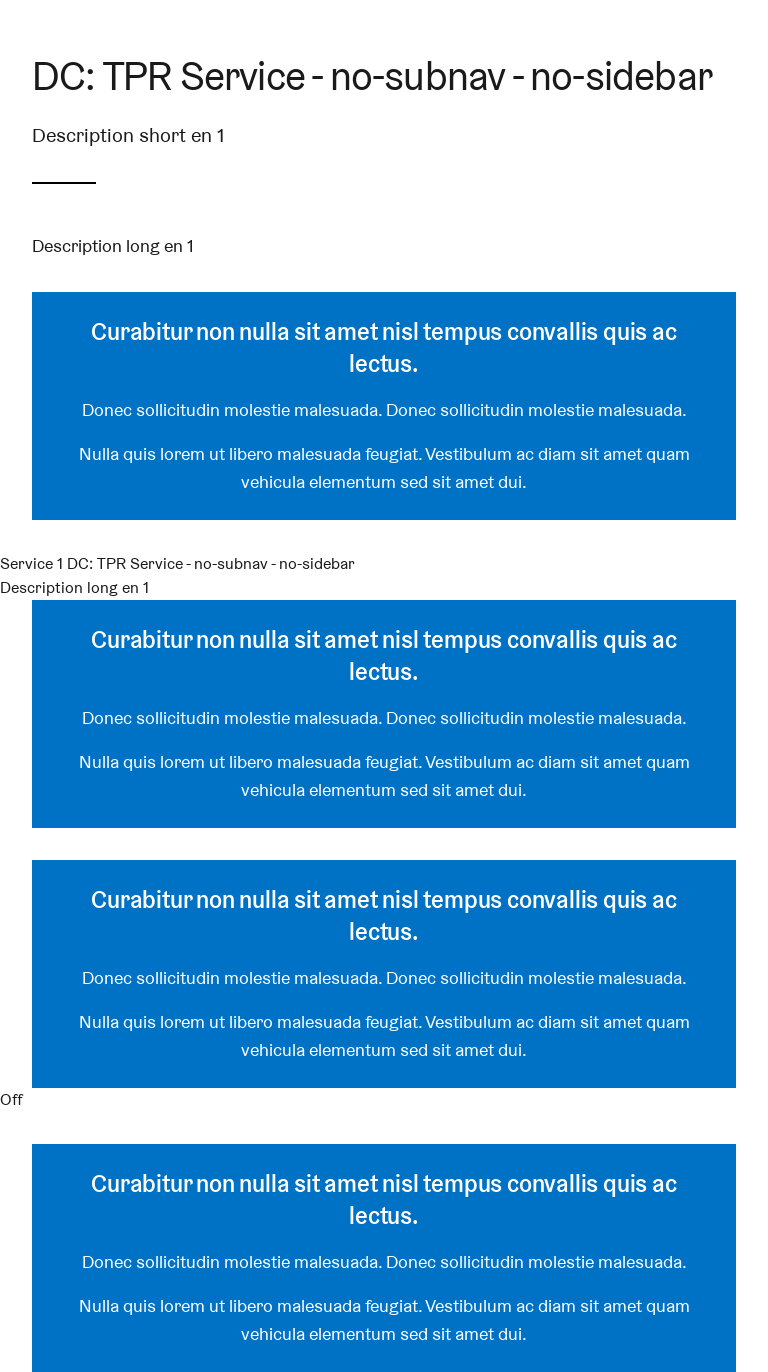 DC: TPR Service - no-subnav - no-sidebar
Description short en 1
Description long en 1
Curabitur non nulla sit amet nisl tempus convallis quis ac
lectus.
Donec sollicitudin molestie malesuada. Donec sollicitudin molestie malesuada.
Nulla quis lorem ut libero malesuada feugiat. Vestibulum ac diam sit amet quam
vehicula elementum sed sit amet dui.
Service 1 DC: TPR Service - no-subnav - no-sidebar
Description long en 1
Curabitur non nulla sit amet nisl tempus convallis quis ac
lectus.
Donec sollicitudin molestie malesuada. Donec sollicitudin molestie malesuada.
Nulla quis lorem ut libero malesuada feugiat. Vestibulum ac diam sit amet quam
vehicula elementum sed sit amet dui.
Curabitur non nulla sit amet nisl tempus convallis quis ac
lectus.
Donec sollicitudin molestie malesuada. Donec sollicitudin molestie malesuada.
Nulla quis lorem ut libero malesuada feugiat. Vestibulum ac diam sit amet quam
vehicula elementum sed sit amet dui.
Off
Curabitur non nulla sit amet nisl tempus convallis quis ac
lectus.
Donec sollicitudin molestie malesuada. Donec sollicitudin molestie malesuada.
Nulla quis lorem ut libero malesuada feugiat. Vestibulum ac diam sit amet quam
vehicula elementum sed sit amet dui.